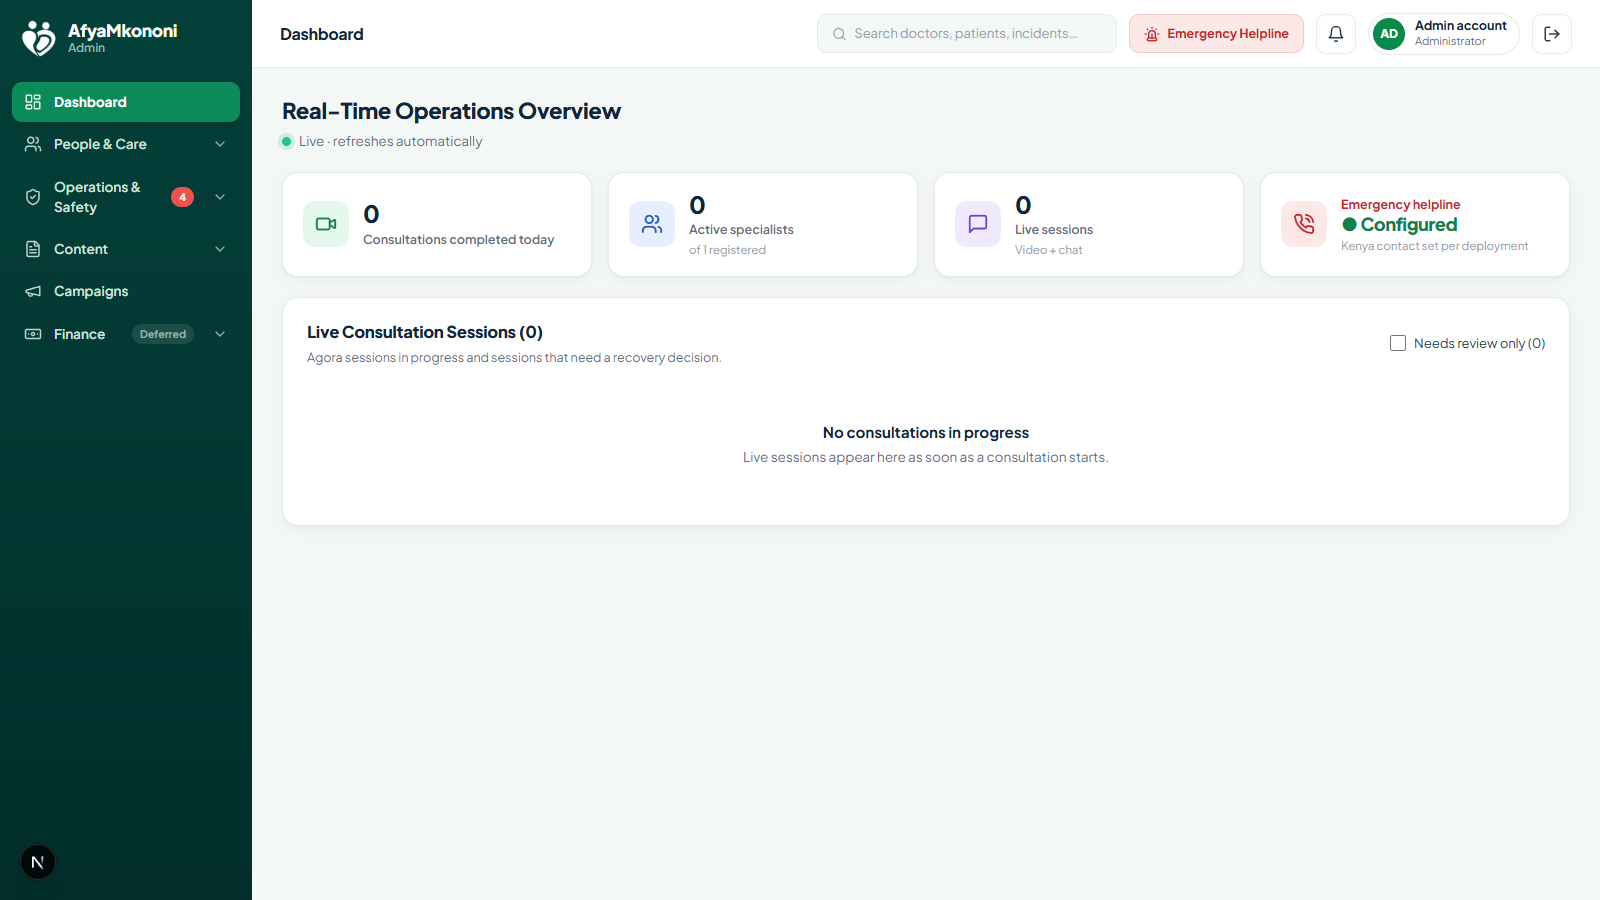 AfyaMkononi
Admin
Dashboard
People & Care
Operations &
Safety
4
Content
Campaigns
Finance
Deferred
N
Dashboard
Search doctors, patients, incidents...
Emergency Helpline
AD
Admin account
Administrator
Real-Time Operations Overview
Live · refreshes automatically
0
Consultations completed today
0
Active specialists
of 1 registered
0
Live sessions
Video + chat
Emergency helpline
Configured
Kenya contact set per deployment
Live Consultation Sessions (0)
Agora sessions in progress and sessions that need a recovery decision.
Needs review only (0)
No consultations in progress
Live sessions appear here as soon as a consultation starts.